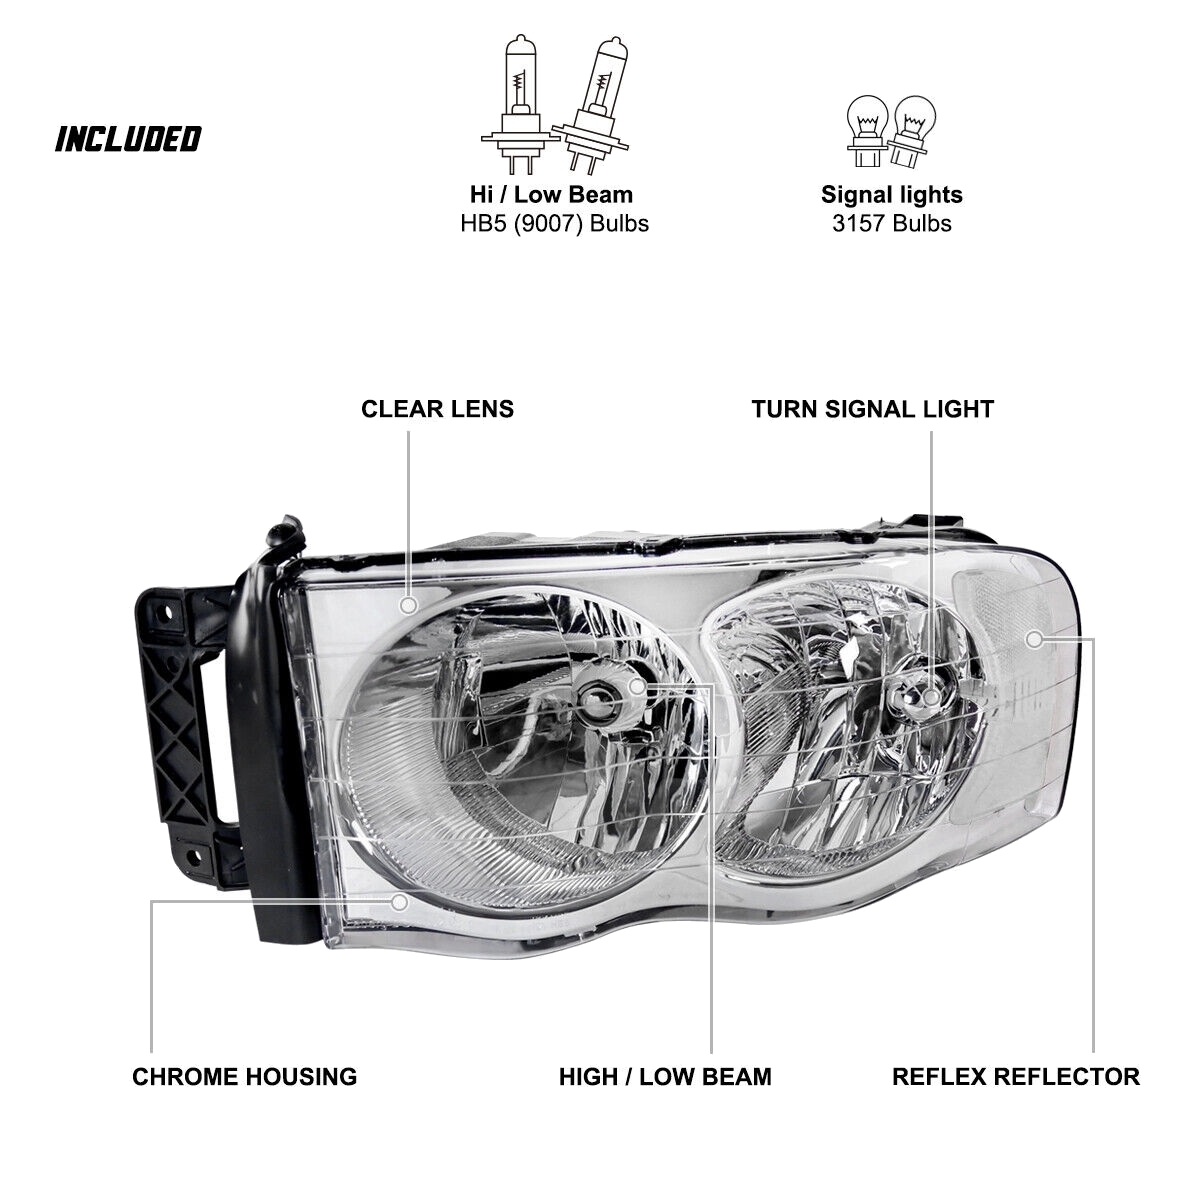 INCLUDED
Hi / Low Beam
HB5 (9007) Bulbs
Signal lights
3157 Bulbs
CLEAR LENS
TURN SIGNAL LIGHT
CHROME HOUSING
HIGH / LOW BEAM
REFLEX REFLECTOR